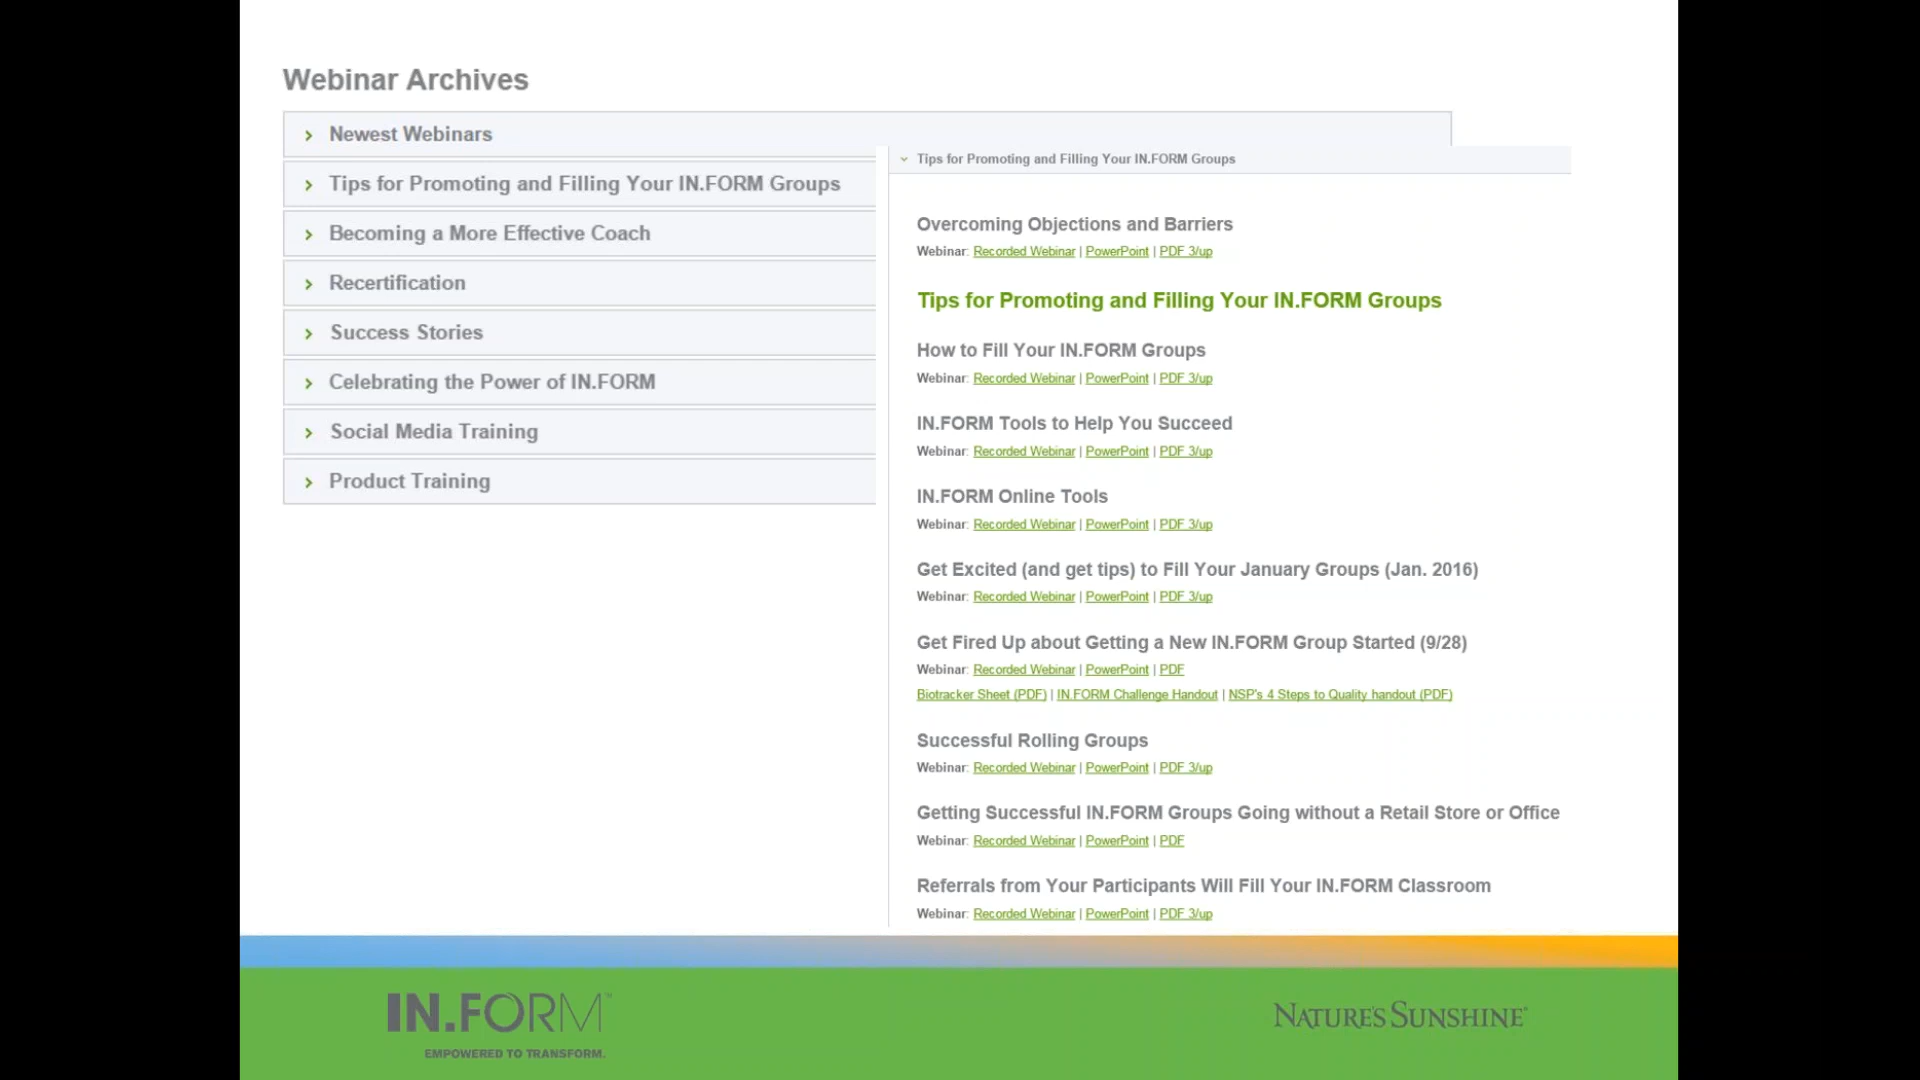 Webinar Archives
Newest Webinars
Tips for Promoting and Filling Your IN.FORM Groups
Becoming a More Effective Coach
Recertification
Success Stories
Celebrating the Power of IN.FORM
Social Media Training
Product Training
Tips for Promoting and Filling Your IN.FORM Groups
Overcoming Objections and Barriers
Webinar: Recorded Webinar | PowerPoint | PDF 3/up
Tips for Promoting and Filling Your IN.FORM Groups
How to Fill Your IN.FORM Groups
Webinar: Recorded Webinar | PowerPoint | PDF 3/up
IN.FORM Tools to Help You Succeed
Webinar: Recorded Webinar | PowerPoint | PDF 3/up
IN.FORM Online Tools
Webinar: Recorded Webinar | PowerPoint | PDF 3/up
Get Excited (and get tips) to Fill Your January Groups (Jan. 2016)
Webinar: Recorded Webinar | PowerPoint | PDF 3/up
Get Fired Up about Getting a New IN.FORM Group Started (9/28)
Webinar: Recorded Webinar | PowerPoint | PDF
Biotracker Sheet (PDF) | IN.FORM Challenge Handout | NSP's 4 Steps to Quality handout (PDF)
Successful Rolling Groups
Webinar: Recorded Webinar | PowerPoint | PDF 3/up
Getting Successful IN.FORM Groups Going without a Retail Store or Office
Webinar: Recorded Webinar | PowerPoint | PDF
Referrals from Your Participants Will Fill Your IN.FORM Classroom
Webinar: Recorded Webinar | PowerPoint | PDF 3/up
IN.FORM™
EMPOWERED TO TRANSFORM.
NATURE'S SUNSHINE®